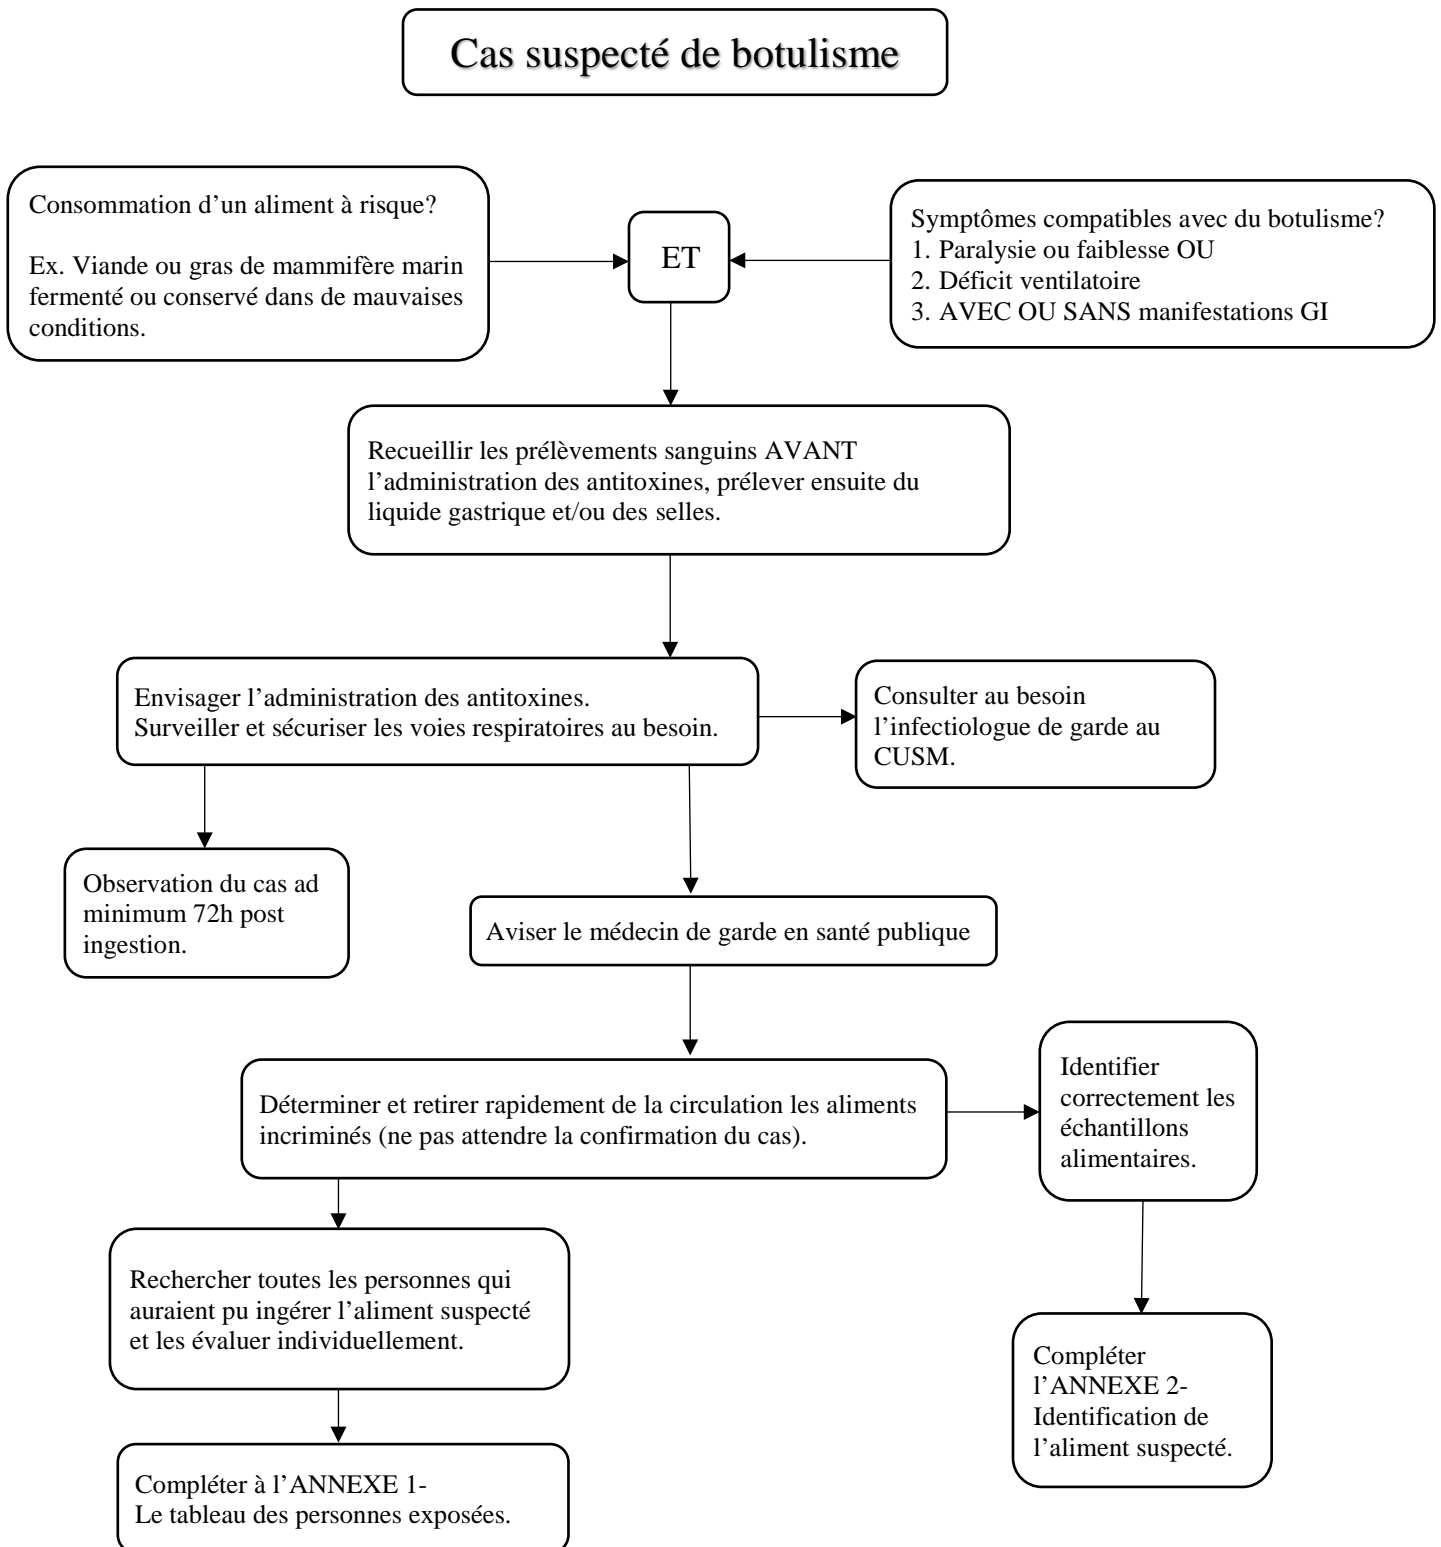 Cas suspecté de botulisme
Consommation d’un aliment à risque?
Ex. Viande ou gras de mammifère marin
fermenté ou conservé dans de mauvaises
conditions.
ET
Symptômes compatibles avec du botulisme?
1. Paralysie ou faiblesse OU
2. Déficit ventilatoire
3. AVEC OU SANS manifestations GI
Recueillir les prélèvements sanguins AVANT
l’administration des antitoxines, prélever ensuite du
liquide gastrique et/ou des selles.
Envisager l’administration des antitoxines.
Surveiller et sécuriser les voies respiratoires au besoin.
Consulter au besoin
l’infectiologue de garde au
CUSM.
Observation du cas ad
minimum 72h post
ingestion.
Aviser le médecin de garde en santé publique
Déterminer et retirer rapidement de la circulation les aliments
incriminés (ne pas attendre la confirmation du cas).
Identifier
correctement les
échantillons
alimentaires.
Rechercher toutes les personnes qui
auraient pu ingérer l’aliment suspecté
et les évaluer individuellement.
Compléter
l’ANNEXE 2-
Identification de
l’aliment suspecté.
Compléter à l’ANNEXE 1-
Le tableau des personnes exposées.